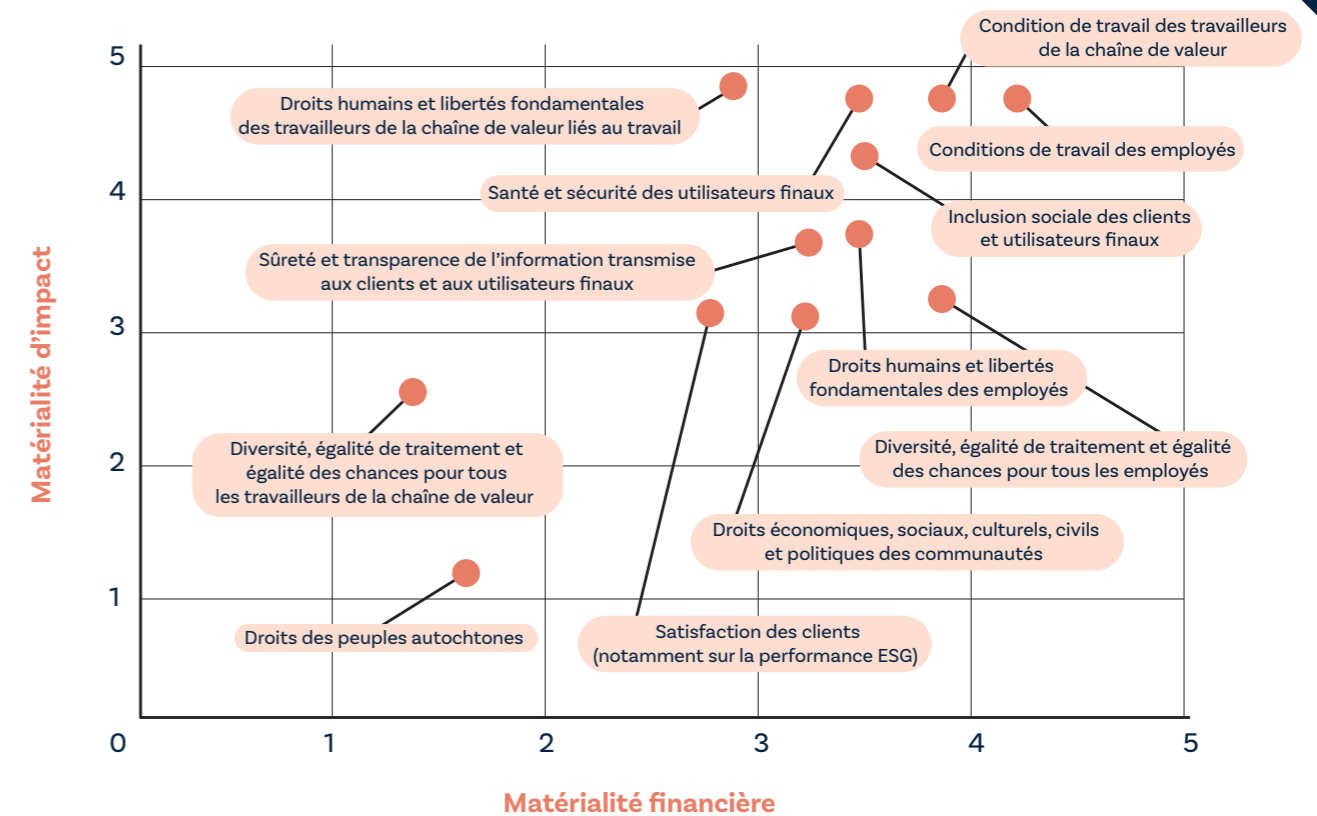 Condition de travail des travailleurs
de la chaîne de valeur
5
Droits humains et libertés fondamentales
des travailleurs de la chaîne de valeur liés au travail
Conditions de travail des employés
Santé et sécurité des utilisateurs finaux
4
Inclusion sociale des clients
et utilisateurs finaux
Sûreté et transparence de l’information transmise
aux clients et aux utilisateurs finaux
3
Droits humains et libertés
fondamentales des employés
Diversité, égalité de traitement et
égalité des chances pour tous
les travailleurs de la chaîne de valeur
Diversité, égalité de traitement et égalité
des chances pour tous les employés
2
Droits économiques, sociaux, culturels, civils
et politiques des communautés
1
Droits des peuples autochtones
Satisfaction des clients
(notamment sur la performance ESG)
Matérialité d’impact
0 1 2 3 4 5
Matérialité financière